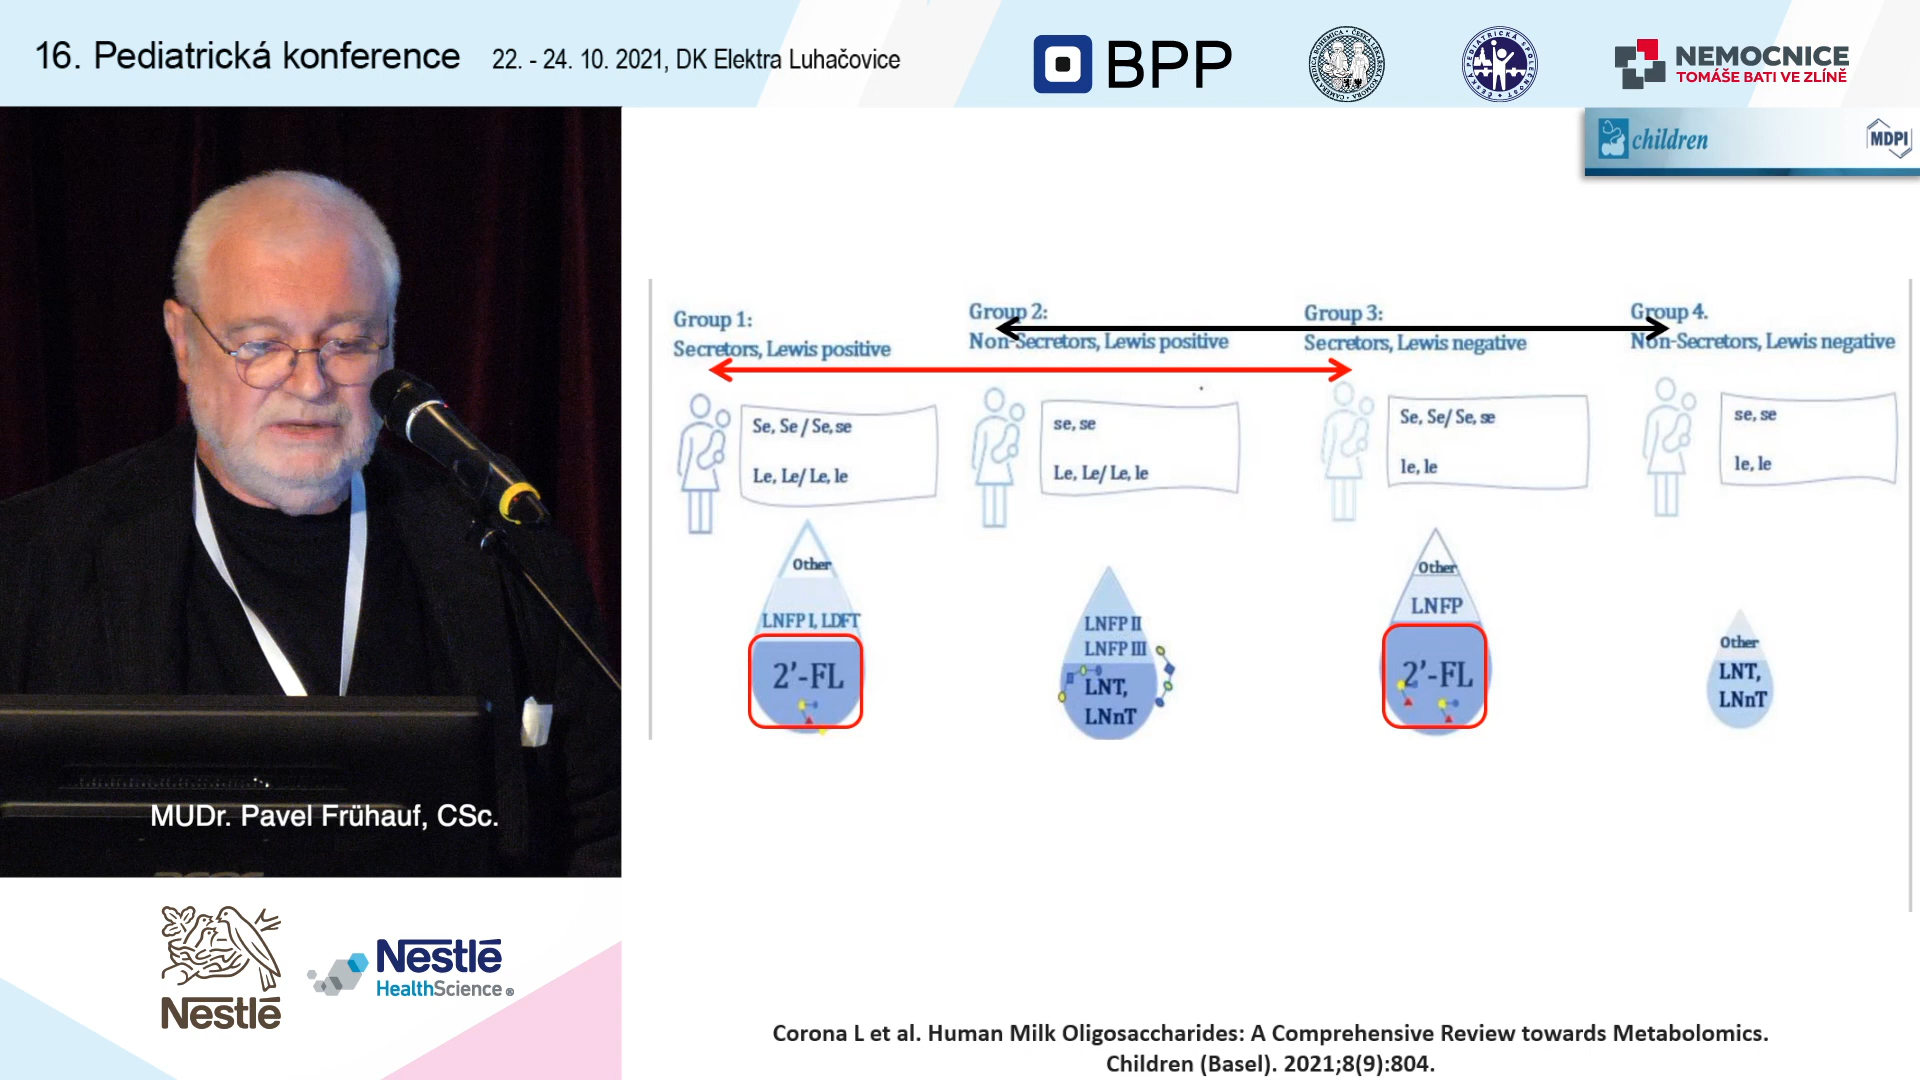 16. Pediatrická konference 22. - 24. 10. 2021, DK Elektra Luhačovice
BPP
NEMOCNICE
TOMÁŠE BATI VE ZLÍNĚ
children
MDPI
Group 1:
Secretors, Lewis positive
Group 2:
Non-Secretors, Lewis positive
Group 3:
Secretors, Lewis negative
Group 4.
Non-Secretors, Lewis negative
Se, Se / Se, se
Le, Le/ Le, le
se, se
Le, Le/ Le, le
Se, Se/ Se, se
le, le
se, se
le, le
Other
LNFP I, LDFT
2’-FL
LNFP II
LNFP III
LNT,
LNnT
Other
LNFP
2’-FL
Other
LNT,
LNnT
MUDr. Pavel Frühauf, CSc.
Nestlé
Nestlé
HealthScience ®
Corona L et al. Human Milk Oligosaccharides: A Comprehensive Review towards Metabolomics.
Children (Basel). 2021;8(9):804.